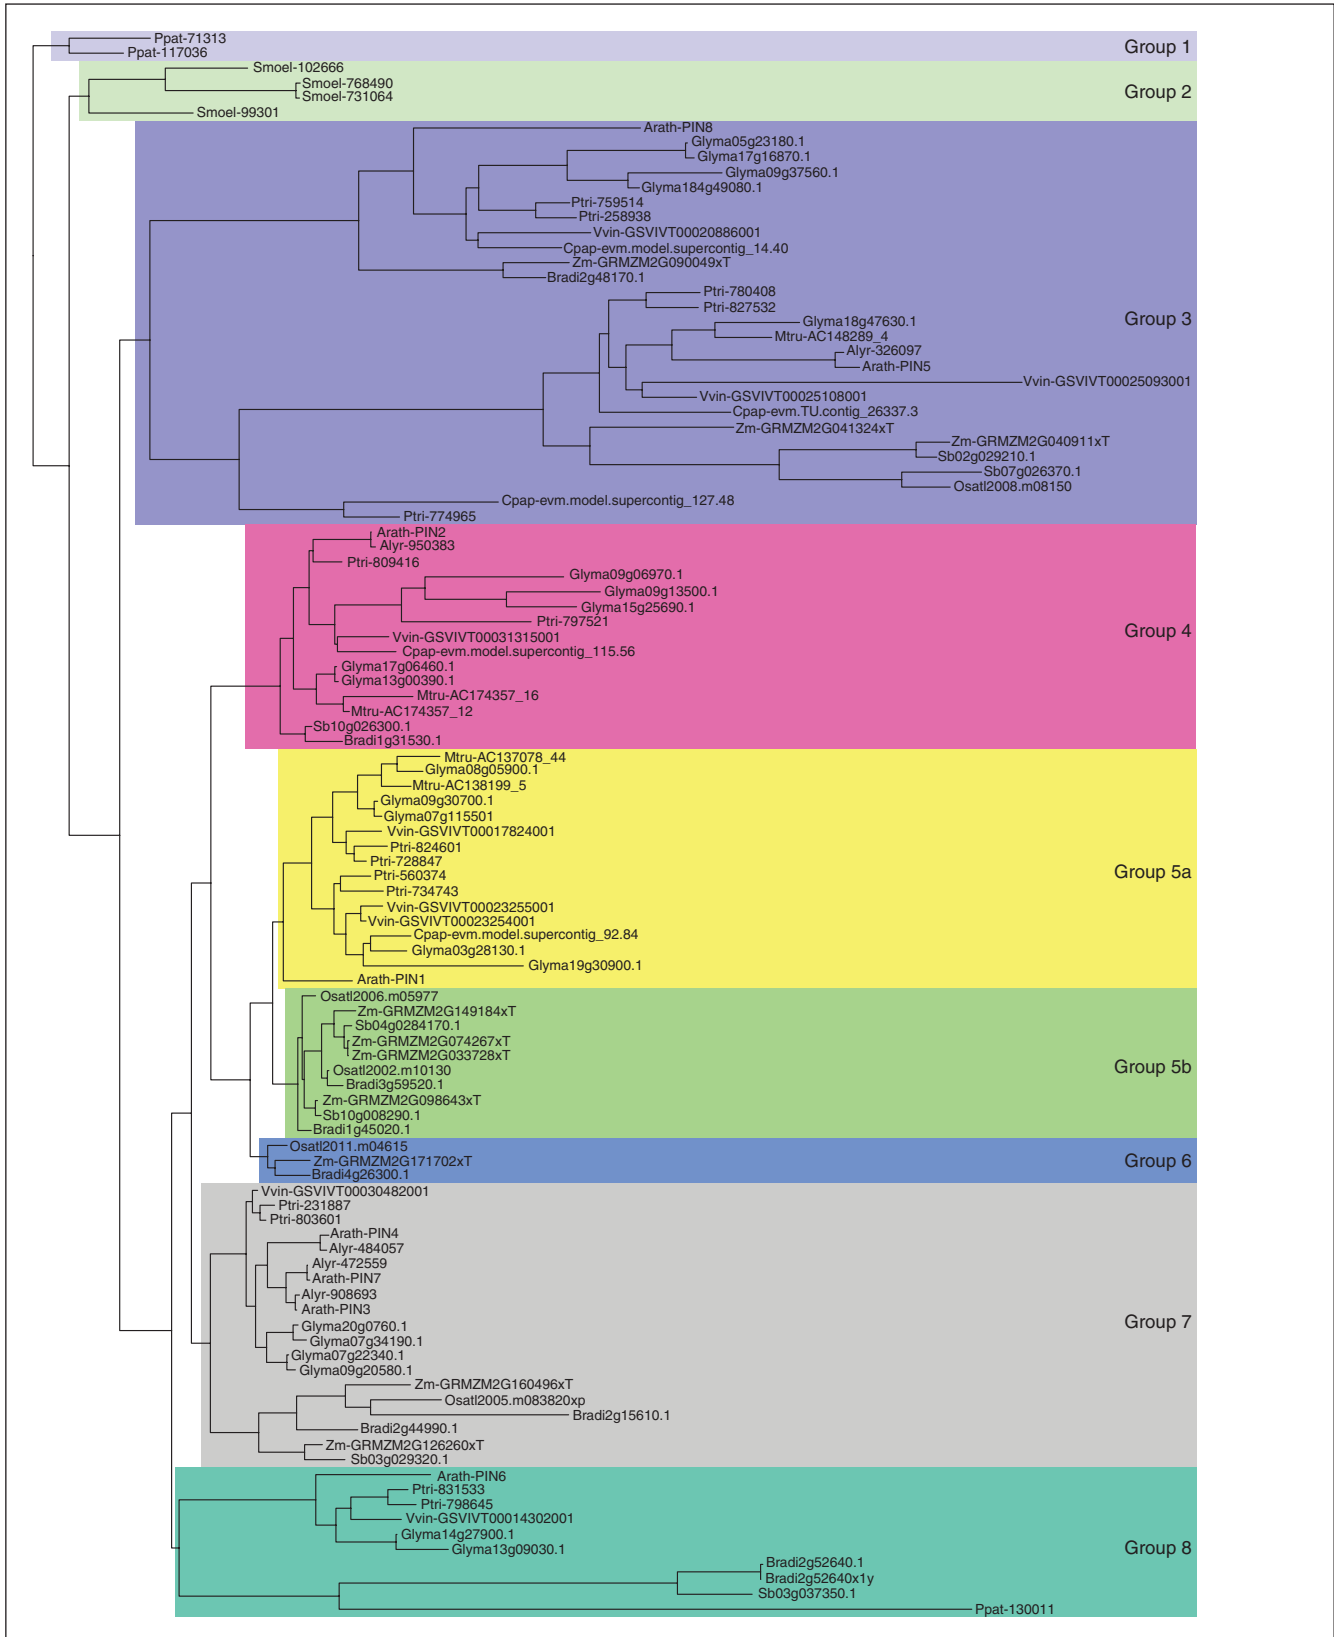 Ppat-71313
Group 1
Ppat-117036
Smoel-102666
Smoel-768490
Group 2
Smoel-731064
Smoel-99301
Arath-PIN8
Glyma05g23180.1
Glyma17g16870.1
Glyma09g37560.1
Glyma184g49080.1
Ptri-759514
Ptri-258938
Vvin-GSVIVT00020886001
Cpap-evm.model.supercontig_14.40
Zm-GRMZM2G090049xT
Bradi2g48170.1
Ptri-780408
Ptri-827532
Group 3
Glyma18g47630.1
Mtru-AC148289_4
Alyr-326097
Arath-PIN5
Vvin-GSVIVT00025093001
Vvin-GSVIVT00025108001
Cpap-evm.TU.contig_26337.3
Zm-GRMZM2G041324xT
Zm-GRMZM2G040911xT
Sb02g029210.1
Sb07g026370.1
Osatl2008.m08150
Cpap-evm.model.supercontig_127.48
Ptri-774965
Arath-PIN2
Alyr-950383
Ptri-809416
Glyma09g06970.1
Glyma09g13500.1
Glyma15g25690.1
Ptri-797521
Group 4
Vvin-GSVIVT00031315001
Cpap-evm.model.supercontig_115.56
Glyma17g06460.1
Glyma13g00390.1
Mtru-AC174357_16
Mtru-AC174357_12
Sb10g026300.1
Bradi1g31530.1
Mtru-AC137078_44
Glyma08g05900.1
Mtru-AC138199_5
Glyma09g30700.1
Glyma07g115501
Vvin-GSVIVT00017824001
Ptri-824601
Ptri-728847
Group 5a
Ptri-560374
Ptri-734743
Vvin-GSVIVT00023255001
Vvin-GSVIVT00023254001
Cpap-evm.model.supercontig_92.84
Glyma03g28130.1
Glyma19g30900.1
Arath-PIN1
Osatl2006.m05977
Zm-GRMZM2G149184xT
Sb04g0284170.1
Zm-GRMZM2G074267xT
Zm-GRMZM2G033728xT
Group 5b
Osatl2002.m10130
Bradi3g59520.1
Zm-GRMZM2G098643xT
Sb10g008290.1
Bradi1g45020.1
Osatl2011.m04615
Zm-GRMZM2G171702xT
Group 6
Bradi4g26300.1
Vvin-GSVIVT00030482001
Ptri-231887
Ptri-803601
Arath-PIN4
Alyr-484057
Alyr-472559
Arath-PIN7
Alyr-908693
Arath-PIN3
Group 7
Glyma20g0760.1
Glyma07g34190.1
Glyma07g22340.1
Glyma09g20580.1
Zm-GRMZM2G160496xT
Osatl2005.m083820xp
Bradi2g15610.1
Bradi2g44990.1
Zm-GRMZM2G126260xT
Sb03g029320.1
Arath-PIN6
Ptri-831533
Ptri-798645
Vvin-GSVIVT00014302001
Glyma14g27900.1
Group 8
Glyma13g09030.1
Bradi2g52640.1
Bradi2g52640x1y
Sb03g037350.1
Ppat-130011